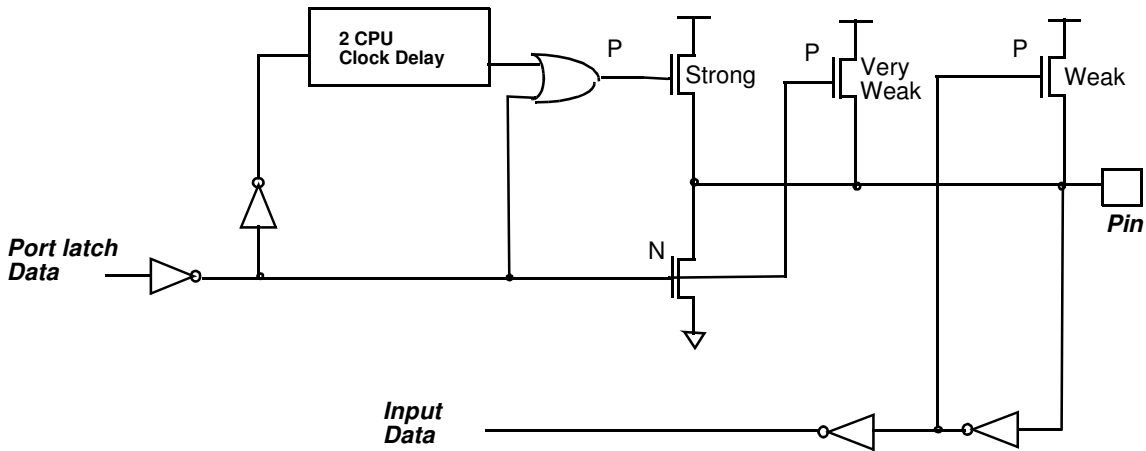 2 CPU
Clock Delay
P
Strong
P
Very
Weak
P
Weak
Pin
Port latch
Data
N
Input
Data